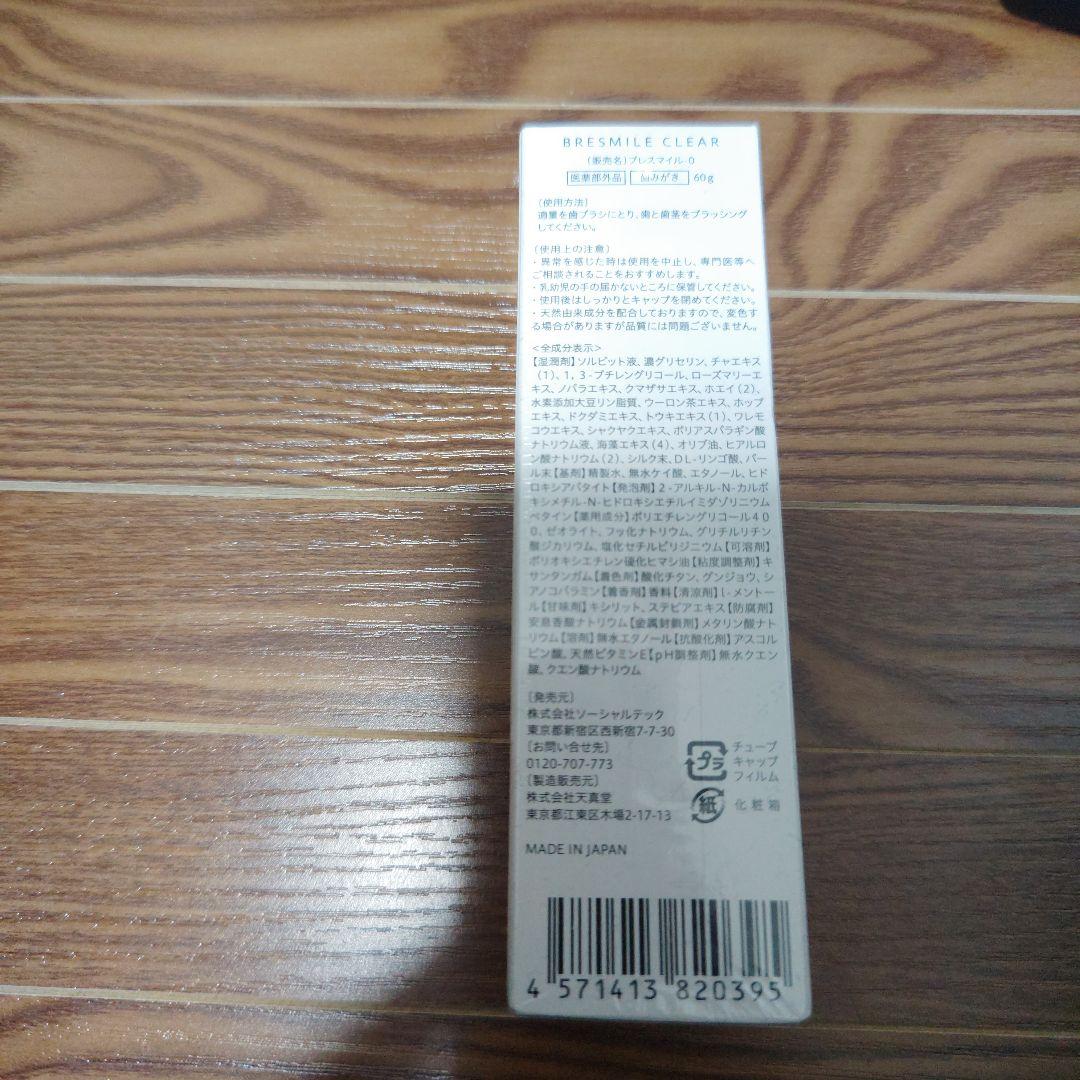 BRESMILE CLEAR
(販売名)ブレスマイル-0
医薬部外品 歯みがき 60g
〔使用方法〕
適量を歯ブラシにとり、歯と歯茎をブラッシング
してください。
〔使用上の注意〕
・異常を感じた時は使用を中止し、専門医等へ
ご相談されることをおすすめします。
・乳幼児の手の届かないところに保管してください。
・使用後はしっかりとキャップを閉めてください。
・天然由来成分を配合しておりますので、変色す
る場合がありますが品質には問題ございません。
<全成分表示>
【湿潤剤】ソルビット液、濃グリセリン、チャエキス
(1)、1,3-ブチレングリコール、ローズマリーエ
キス、ノバラエキス、クマザサエキス、ホエイ(2)、
水素添加大豆リン脂質、ウーロン茶エキス、ホップ
エキス、ドクダミエキス、トウキエキス(1)、ワレモ
コウエキス、シャクヤクエキス、ポリアスパラギン酸
ナトリウム液、海藻エキス(4)、オリブ油、ヒアルロ
ン酸ナトリウム(2)、シルク末、DL-リンゴ酸、パー
ル末【基剤】精製水、無水ケイ酸、エタノール、ヒド
ロキシアパタイト【発泡剤】2-アルキル-N-カルボ
キシメチル-N-ヒドロキシエチルイミダゾリニウム
ベタイン【薬用成分】ポリエチレングリコール40
0、ゼオライト、フッ化ナトリウム、グリチルリチン
酸ジカリウム、塩化セチルピリジニウム【可溶剤】
ポリオキシエチレン硬化ヒマシ油【粘度調整剤】キ
サンタンガム【着色剤】酸化チタン、グンジョウ、シ
アノコバラミン【着香剤】香料【清涼剤】l-メントー
ル【甘味剤】キシリット、ステビアエキス【防腐剤】
安息香酸ナトリウム【金属封鎖剤】メタリン酸ナト
リウム【溶剤】無水エタノール【抗酸化剤】アスコル
ビン酸、天然ビタミンE【pH調整剤】無水クエン
酸、クエン酸ナトリウム
〔発売元〕
株式会社ソーシャルテック
東京都新宿区西新宿7-7-30
〔お問い合せ先〕
0120-707-773
〔製造販売元〕
株式会社天真堂
東京都江東区木場2-17-13
プラ
チューブ
キャップ
フィルム
紙 化粧箱
MADE IN JAPAN
4 571413 820395